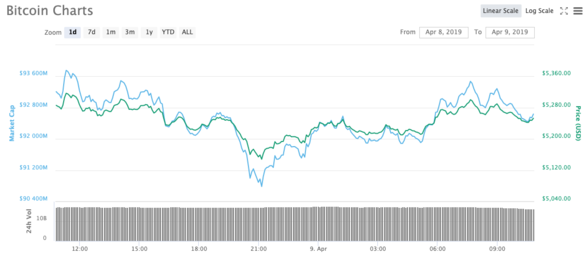 Bitcoin Charts
Linear Scale Log Scale
Zoom 1d 7d 1m 3m 1y YTD ALL
From Apr 8, 2019 To Apr 9, 2019
$93 600M
$92 800M
$92 000M
$91 200M
$90 400M
Market Cap
$5,360.00
$5,280.00
$5,200.00
$5,120.00
$5,040.00
Price (USD)
24h Vol
10B
0
12:00 15:00 18:00 21:00 9. Apr 03:00 06:00 09:00